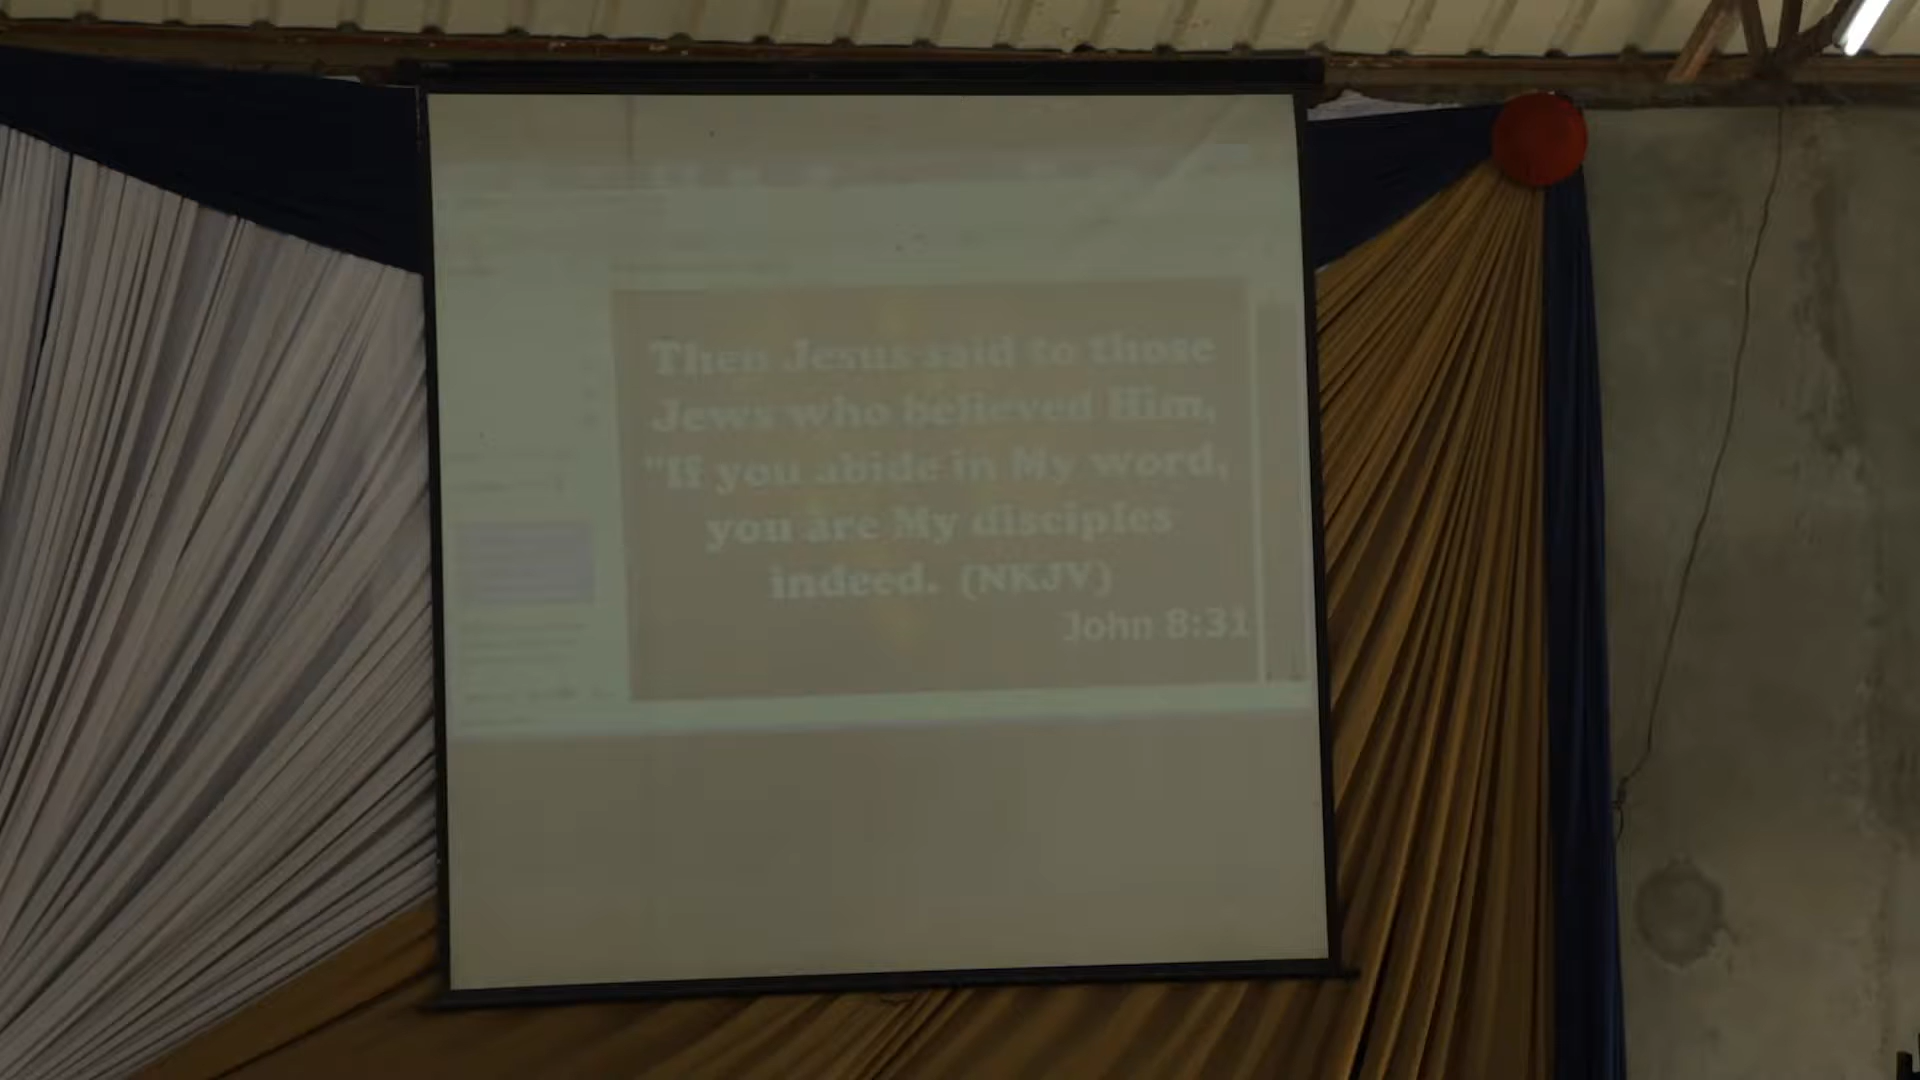 Then Jesus said to those
Jews who believed Him,
"If you abide in My word,
you are My disciples
indeed. (NKJV)
John 8:31